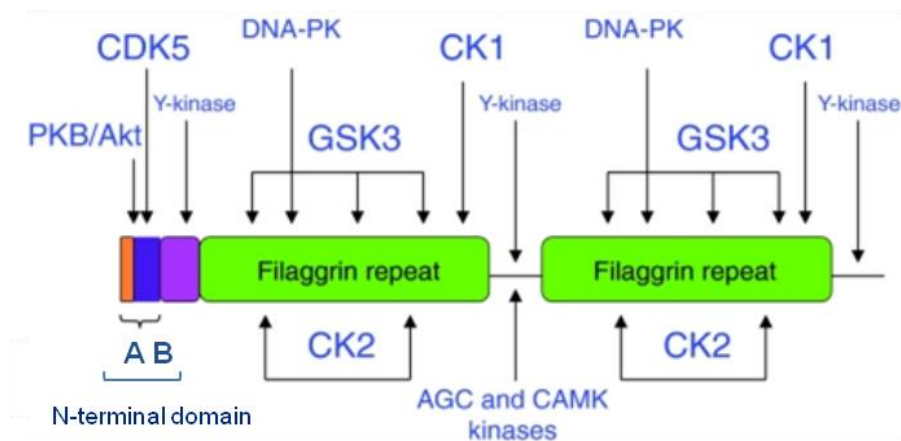 DNA-PK
DNA-PK
CDK5
CK1
CK1
Y-kinase
Y-kinase
Y-kinase
PKB/Akt
GSK3
GSK3
Filaggrin repeat
Filaggrin repeat
A B
CK2
CK2
N-terminal domain
AGC and CAMK
kinases